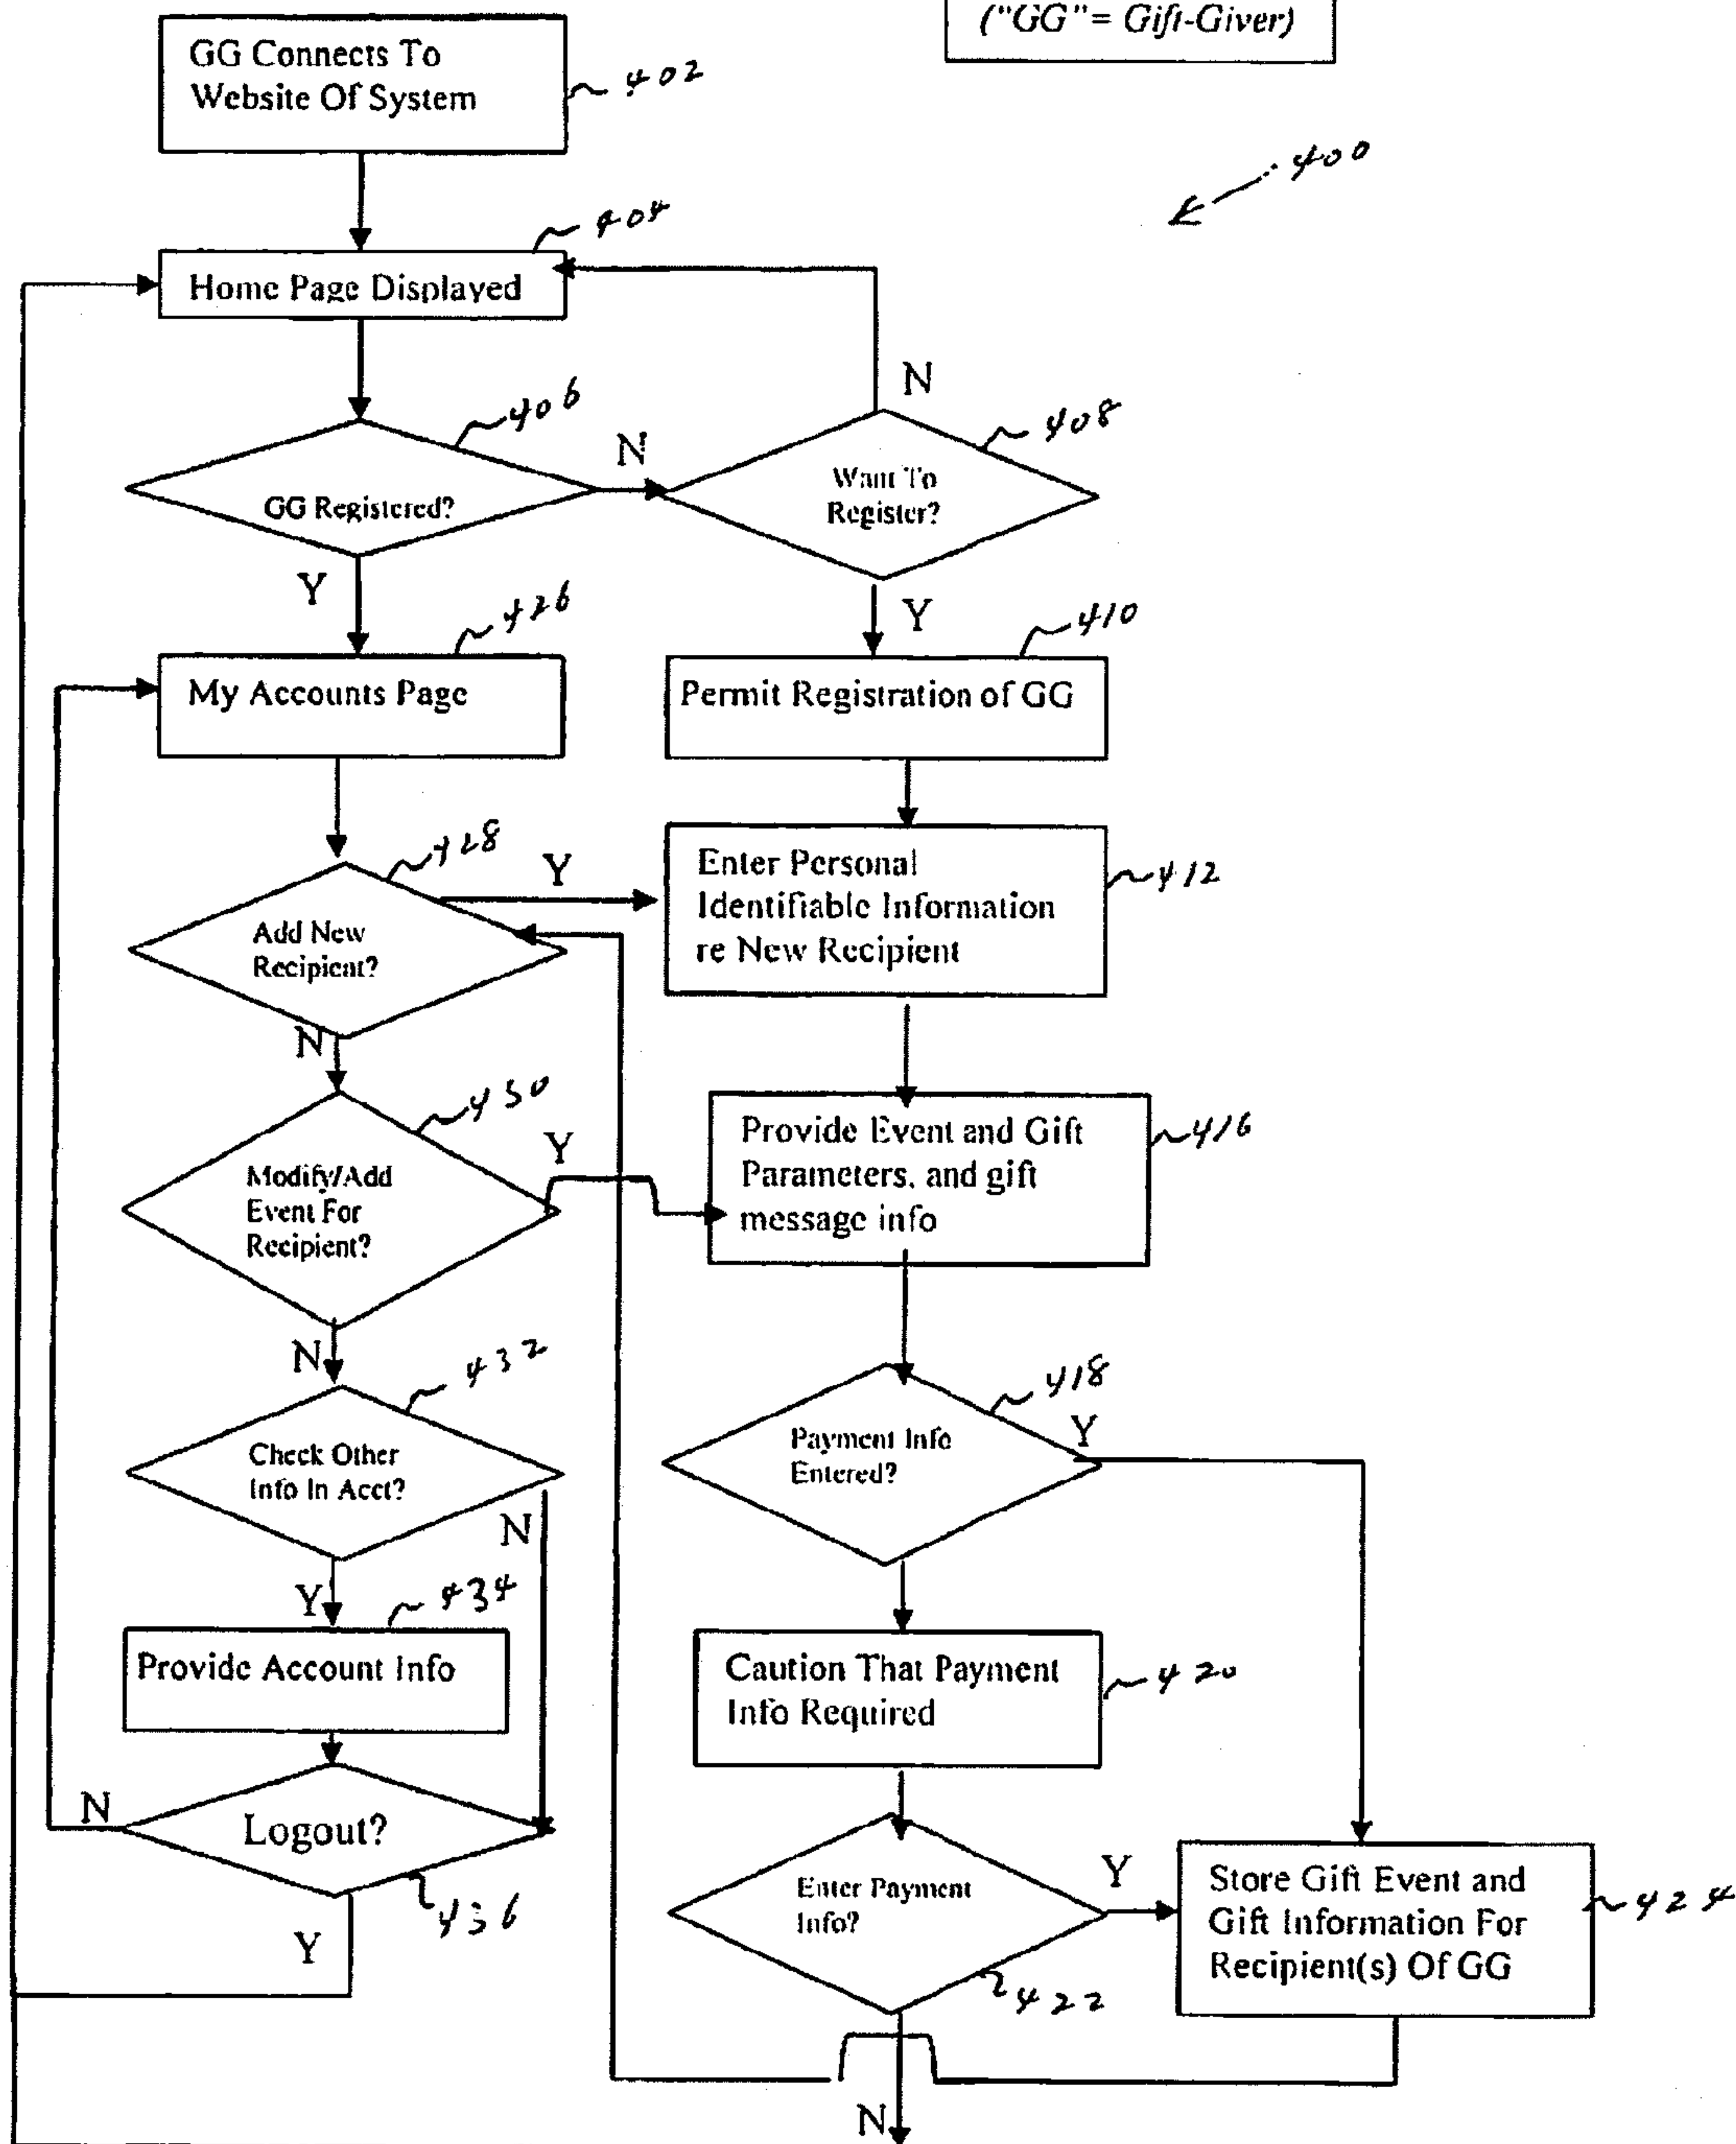 ("GG"= Gift-Giver)
GG Connects To
Website Of System
402
400
404
Home Page Displayed
N
406
408
N
GG Registered?
Want To
Register?
Y
426
Y
410
My Accounts Page
Permit Registration of GG
428
Y
Enter Personal
Identifiable Information
re New Recipient
412
Add New
Recipient?
N
430
Y
Provide Event and Gift
Parameters, and gift
message info
416
Modify/Add
Event For
Recipient?
N
432
418
Y
Check Other
Info In Acct?
Payment Info
Entered?
N
Y
434
Provide Account Info
Caution That Payment
Info Required
420
N
Logout?
436
Y
Enter Payment
Info?
Y
422
Store Gift Event and
Gift Information For
Recipient(s) Of GG
424
N